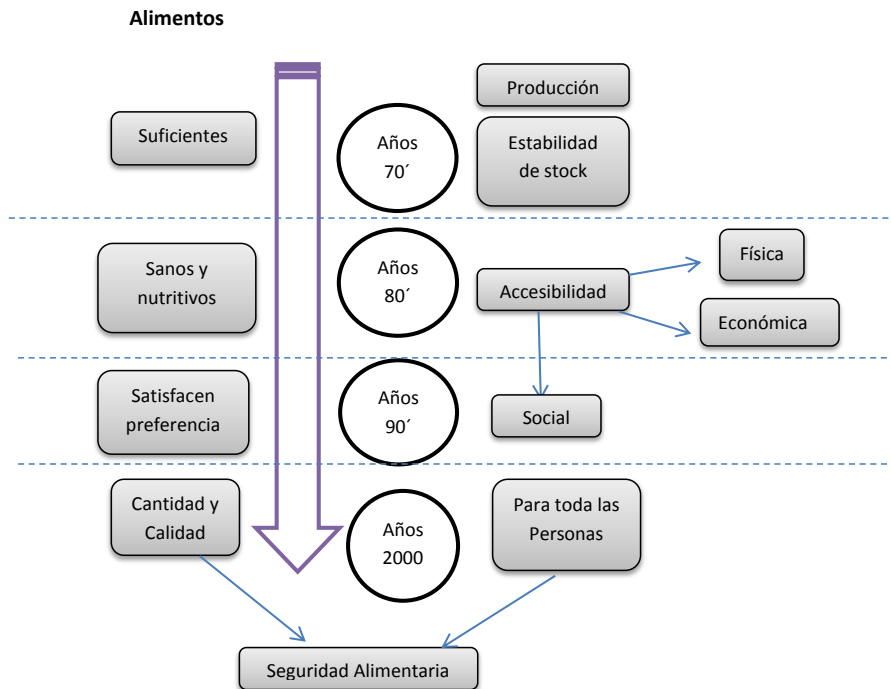 Alimentos
Producción
Suficientes
Años
70´
Estabilidad
de stock
Sanos y
nutritivos
Años
80´
Accesibilidad
Física
Económica
Satisfacen
preferencia
Años
90´
Social
Cantidad y
Calidad
Años
2000
Para toda las
Personas
Seguridad Alimentaria